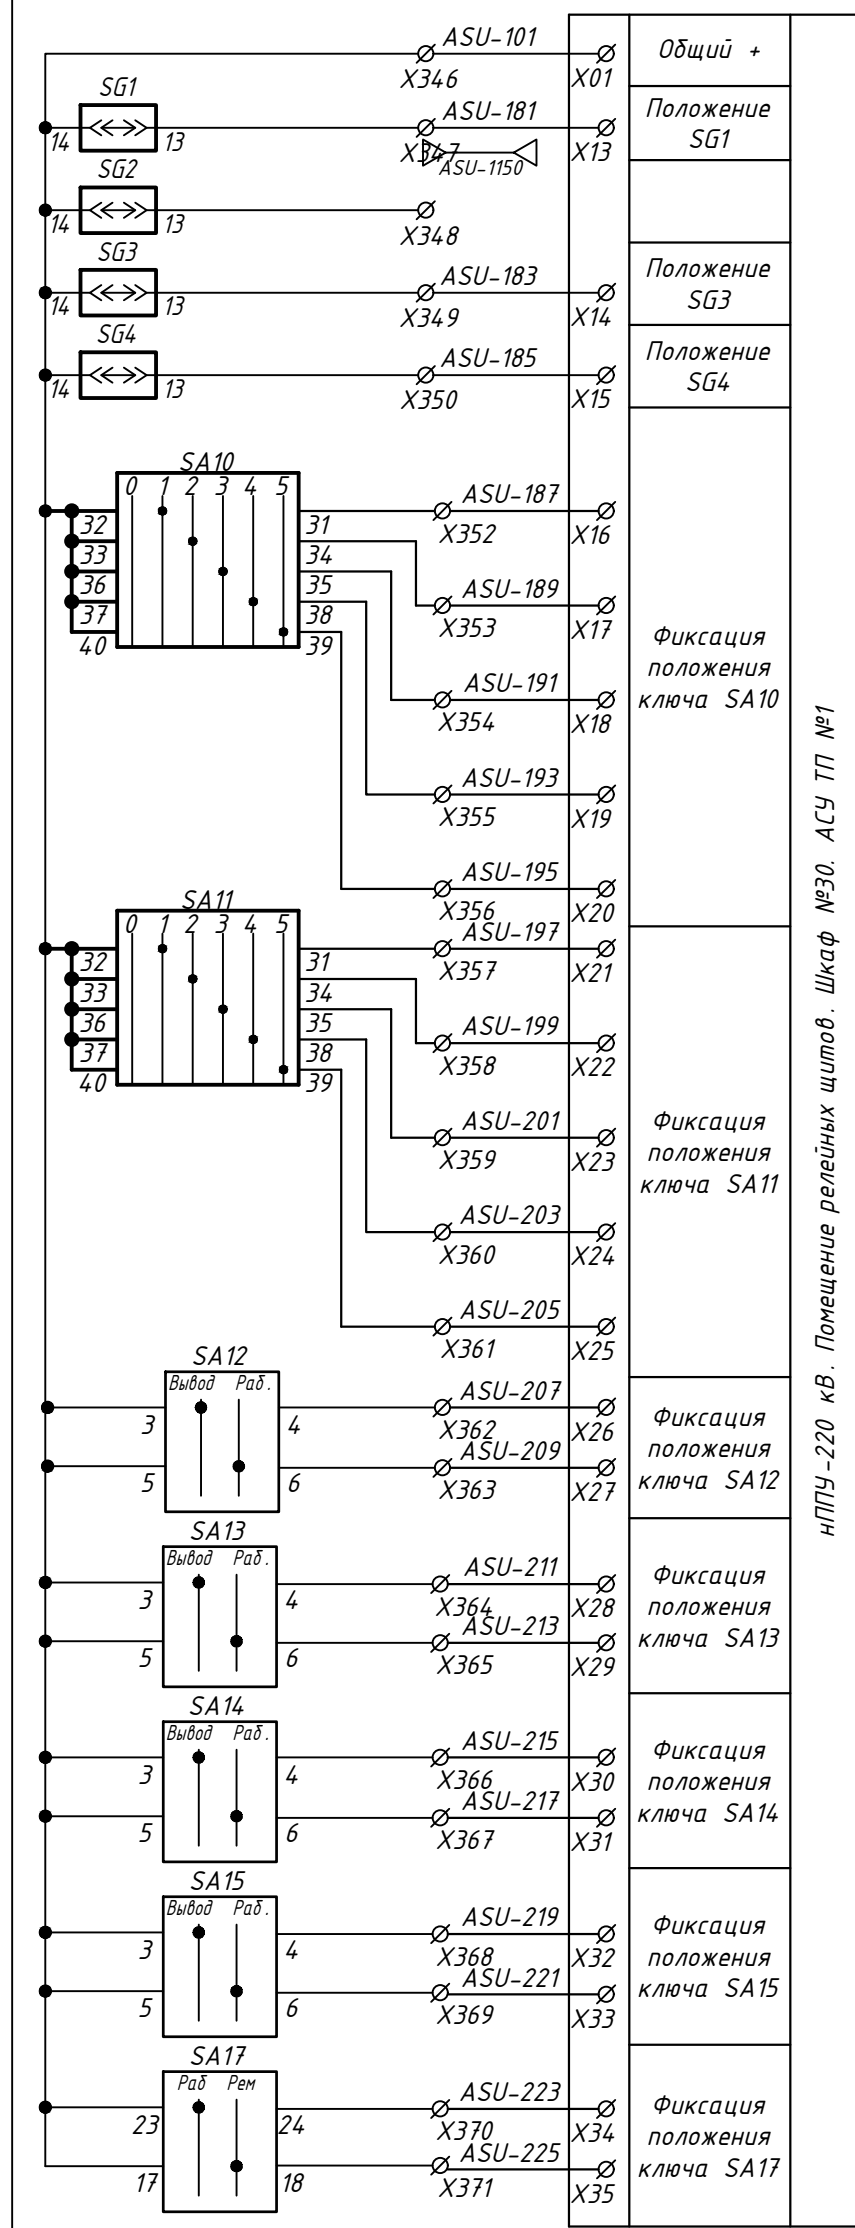 ASU-101
X346
X01
Общий +
SG1
14
13
ASU-181
X347
ASU-1150
X13
Положение
SG1
SG2
14
13
X348
SG3
14
13
ASU-183
X349
X14
Положение
SG3
SG4
14
13
ASU-185
X350
X15
Положение
SG4
SA10
0 1 2 3 4 5
32
33
36
37
40
31
34
35
38
39
ASU-187
X352
X16
ASU-189
X353
X17
ASU-191
X354
X18
ASU-193
X355
X19
ASU-195
X356
X20
Фиксация
положения
ключа SA10
SA11
0 1 2 3 4 5
32
33
36
37
40
31
34
35
38
39
ASU-197
X357
X21
ASU-199
X358
X22
ASU-201
X359
X23
ASU-203
X360
X24
ASU-205
X361
X25
Фиксация
положения
ключа SA11
SA12
Вывод Раб.
3
4
5
6
ASU-207
X362
X26
ASU-209
X363
X27
Фиксация
положения
ключа SA12
SA13
Вывод Раб.
3
4
5
6
ASU-211
X364
X28
ASU-213
X365
X29
Фиксация
положения
ключа SA13
SA14
Вывод Раб.
3
4
5
6
ASU-215
X366
X30
ASU-217
X367
X31
Фиксация
положения
ключа SA14
SA15
Вывод Раб.
3
4
5
6
ASU-219
X368
X32
ASU-221
X369
X33
Фиксация
положения
ключа SA15
SA17
Раб Рем
23
24
17
18
ASU-223
X370
X34
ASU-225
X371
X35
Фиксация
положения
ключа SA17
нППУ-220 кВ. Помещение релейных щитов. Шкаф №30. АСУ ТП №1